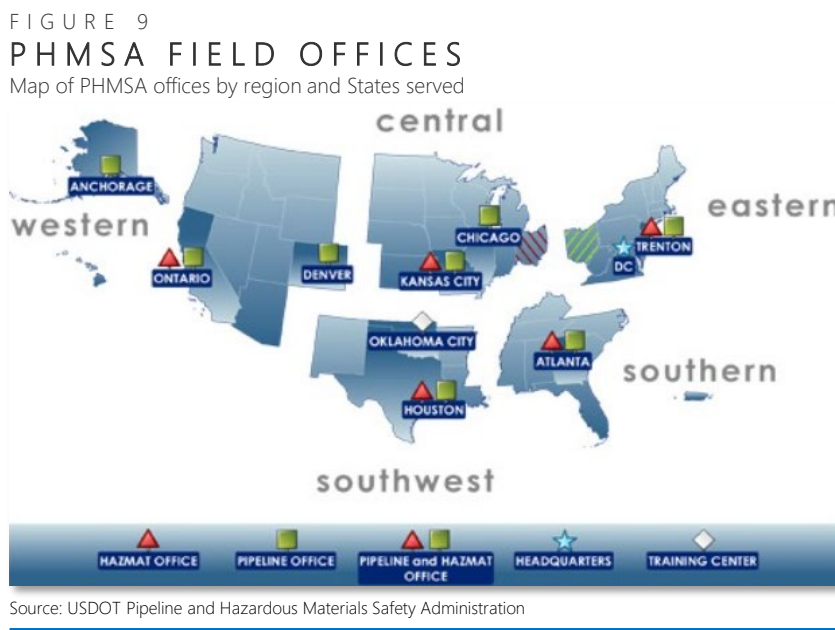 FIGURE 9
PHMSA FIELD OFFICES
Map of PHMSA offices by region and States served
central
ANCHORAGE
western
eastern
CHICAGO
TRENTON
DC
ONTARIO
DENVER
KANSAS CITY
OKLAHOMA CITY
ATLANTA
southern
HOUSTON
southwest
HAZMAT OFFICE
PIPELINE OFFICE
PIPELINE and HAZMAT
OFFICE
HEADQUARTERS
TRAINING CENTER
Source: USDOT Pipeline and Hazardous Materials Safety Administration